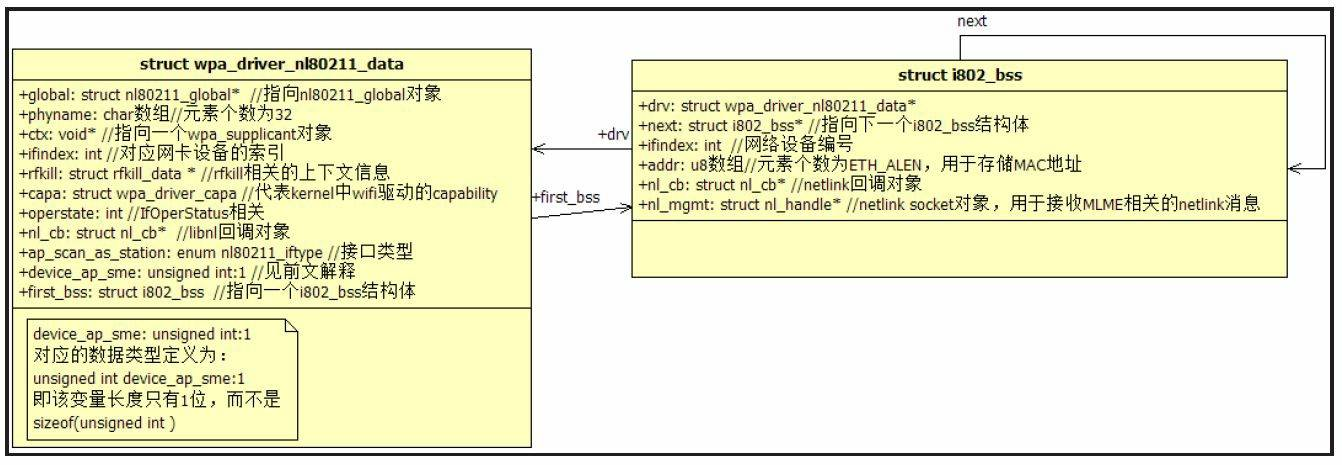 next
struct wpa_driver_nl80211_data
+global: struct nl80211_global* //指向nl80211_global对象
+phyname: char数组//元素个数为32
+ctx: void* //指向一个wpa_supplicant对象
+ifindex: int //对应网卡设备的索引
+rfkill: struct rfkill_data * //rfkill相关的上下文信息
+capa: struct wpa_driver_capa //代表kernel中wifi驱动的capability
+operstate: int //IfOperStatus相关
+nl_cb: struct nl_cb* //libnl回调对象
+ap_scan_as_station: enum nl80211_iftype //接口类型
+device_ap_sme: unsigned int:1 //见前文解释
+first_bss: struct i802_bss //指向一个i802_bss结构体
device_ap_sme: unsigned int:1
对应的数据类型定义为：
unsigned int device_ap_sme:1
即该变量长度只有1位，而不是
sizeof(unsigned int )
+drv
+first_bss
struct i802_bss
+drv: struct wpa_driver_nl80211_data*
+next: struct i802_bss* //指向下一个i802_bss结构体
+ifindex: int //网络设备编号
+addr: u8数组//元素个数为ETH_ALEN，用于存储MAC地址
+nl_cb: struct nl_cb* //netlink回调对象
+nl_mgmt: struct nl_handle* //netlink socket对象，用于接收MLME相关的netlink消息